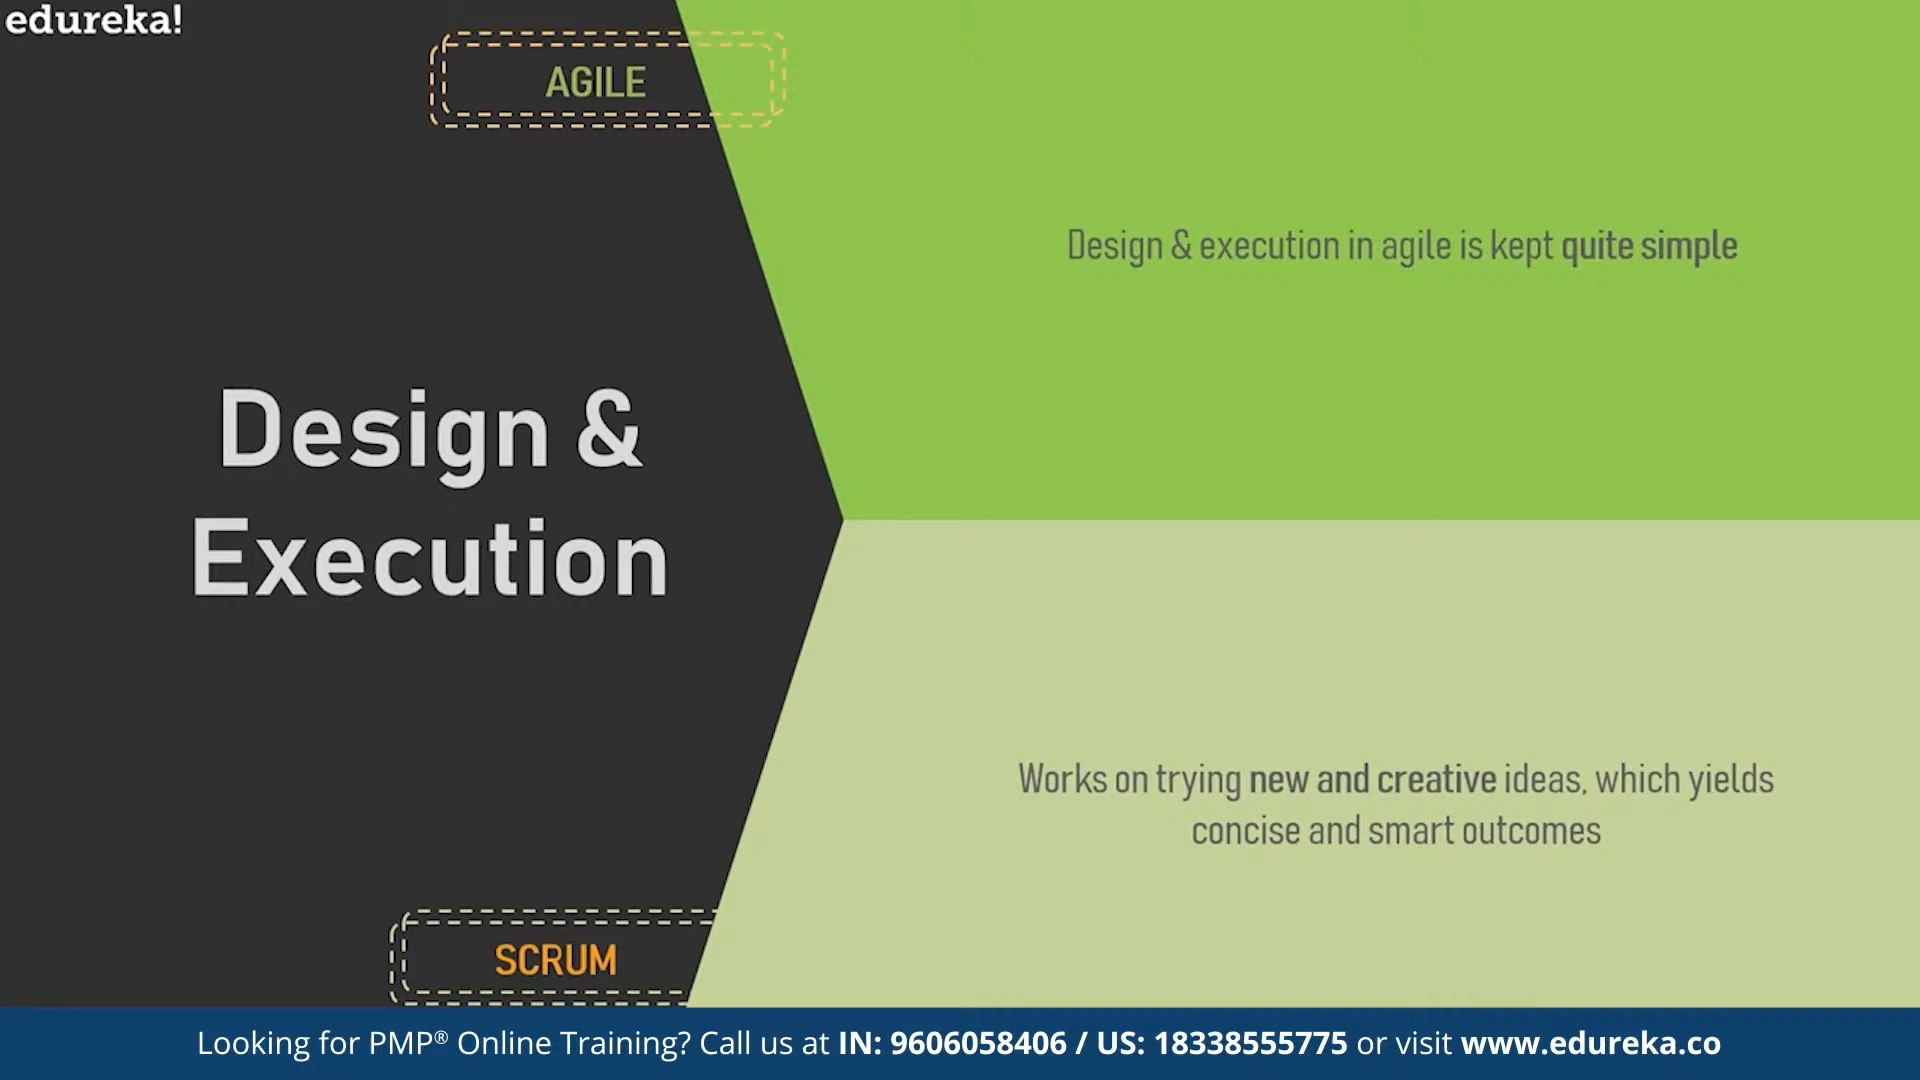 edureka!
AGILE
Design & execution in agile is kept quite simple
Design &
Execution
Works on trying new and creative ideas, which yields
concise and smart outcomes
SCRUM
Looking for PMP® Online Training? Call us at IN: 9606058406 / US: 18338555775 or visit www.edureka.co